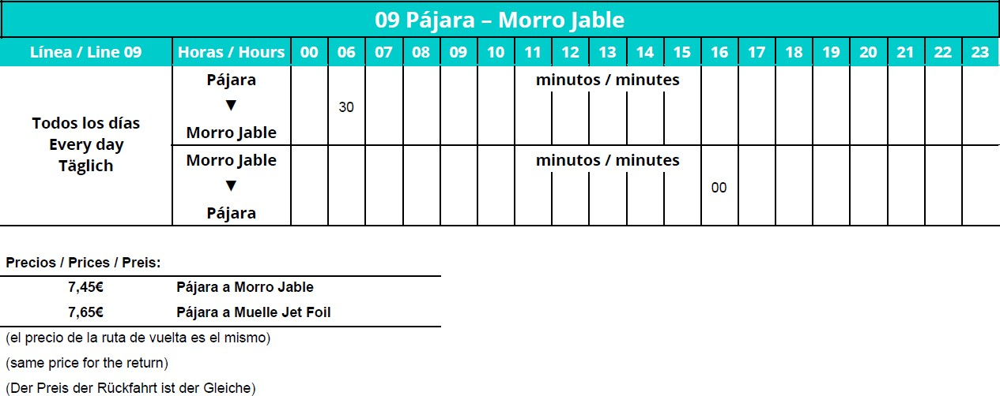 09 Pájara – Morro Jable
Línea / Line 09 Horas / Hours 00 06 07 08 09 10 11 12 13 14 15 16 17 18 19 20 21 22 23
Todos los días
Every day
Täglich
Pájara minutos / minutes
▼ 30
Morro Jable
Morro Jable minutos / minutes
▼ 00
Pájara
Precios / Prices / Preis:
7,45€ Pájara a Morro Jable
7,65€ Pájara a Muelle Jet Foil
(el precio de la ruta de vuelta es el mismo)
(same price for the return)
(Der Preis der Rückfahrt ist der Gleiche)